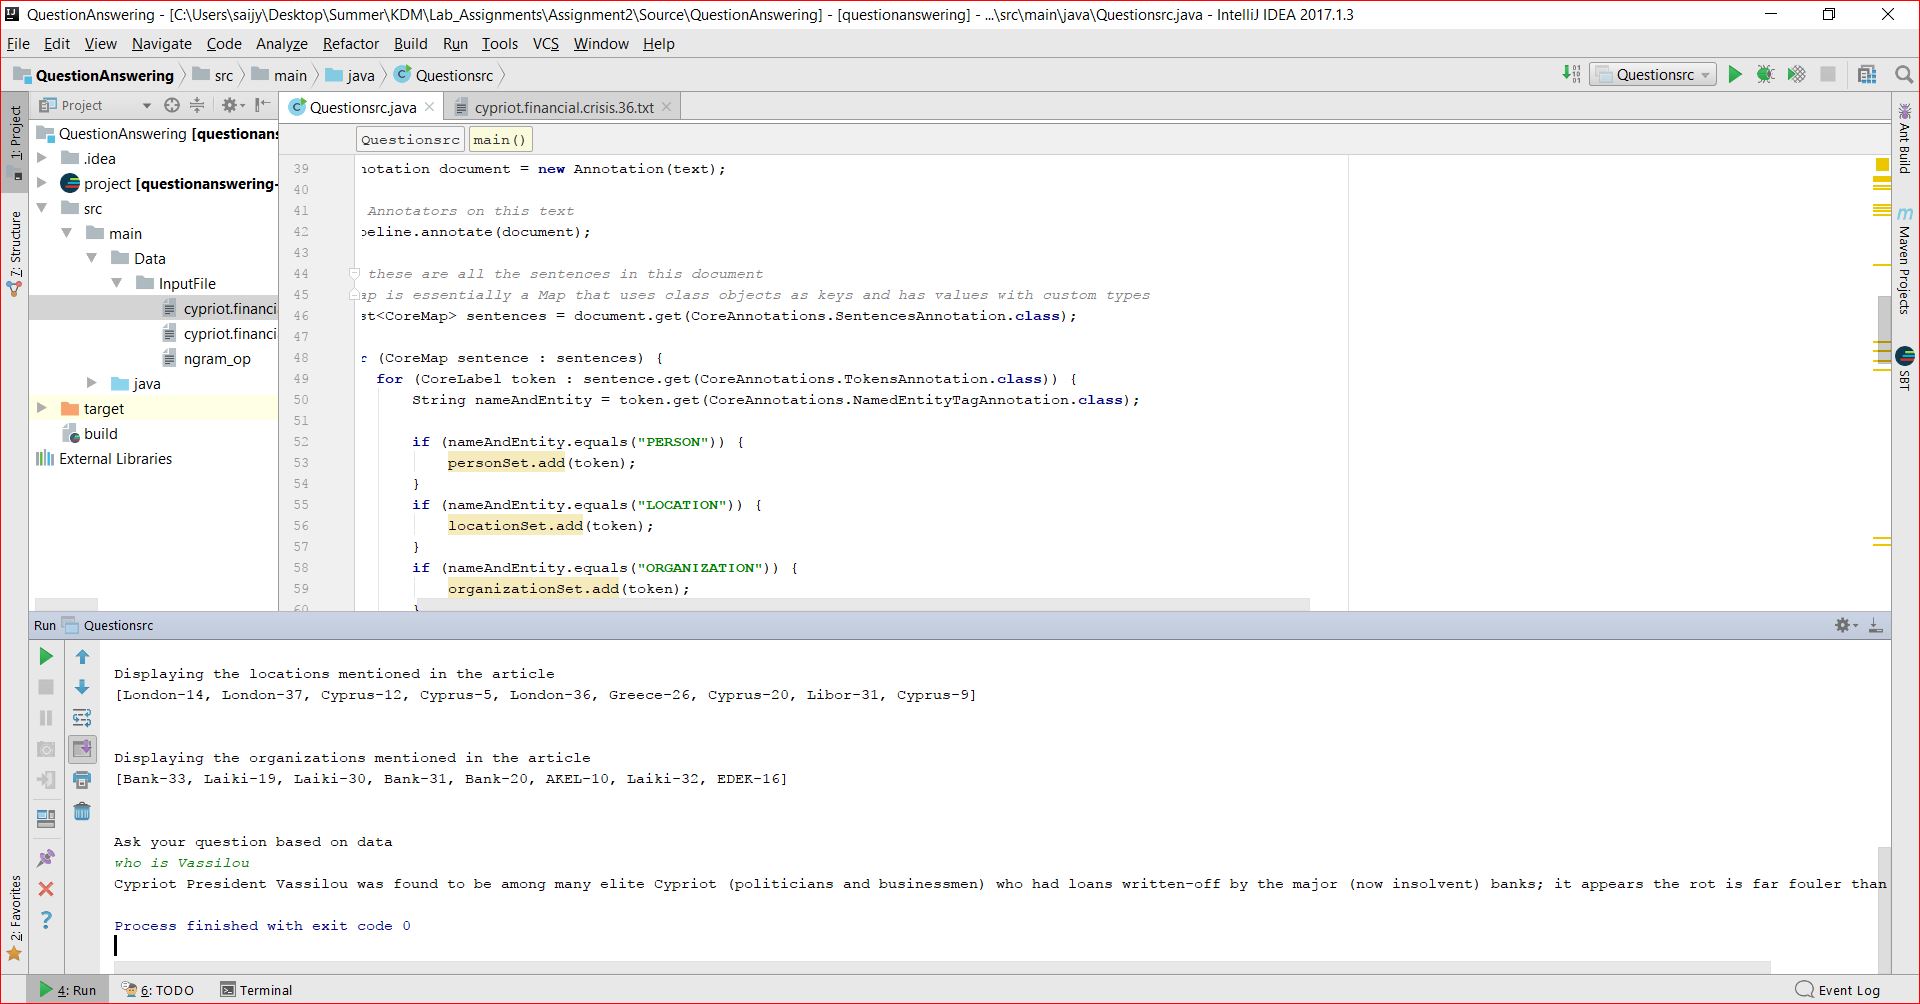 QuestionAnswering - [C:\Users\saijy\Desktop\Summer\KDM\Lab_Assignments\Assignment2\Source\QuestionAnswering] - [questionanswering] - ...\src\main\java\Questionsrc.java - IntelliJ IDEA 2017.1.3
File Edit View Navigate Code Analyze Refactor Build Run Tools VCS Window Help
QuestionAnswering src main java Questionsrc
Questionsrc
Project
Questionsrc.java
cypriot.financial.crisis.36.txt
1: Project
7: Structure
2: Favorites
QuestionAnswering [questionans
.idea
project [questionanswering-
src
main
Data
InputFile
cypriot.financi
cypriot.financi
ngram_op
java
target
build
External Libraries
Questionsrc main()
39 notation document = new Annotation(text);
40
41 Annotators on this text
42 peline.annotate(document);
43
44 these are all the sentences in this document
45 ap is essentially a Map that uses class objects as keys and has values with custom types
46 st<CoreMap> sentences = document.get(CoreAnnotations.SentencesAnnotation.class);
47
48 r (CoreMap sentence : sentences) {
49 for (CoreLabel token : sentence.get(CoreAnnotations.TokensAnnotation.class)) {
50 String nameAndEntity = token.get(CoreAnnotations.NamedEntityTagAnnotation.class);
51
52 if (nameAndEntity.equals("PERSON")) {
53 personSet.add(token);
54 }
55 if (nameAndEntity.equals("LOCATION")) {
56 locationSet.add(token);
57 }
58 if (nameAndEntity.equals("ORGANIZATION")) {
59 organizationSet.add(token);
60 }
Ant Build
Maven Projects
SBT
Run Questionsrc
Displaying the locations mentioned in the article
[London-14, London-37, Cyprus-12, Cyprus-5, London-36, Greece-26, Cyprus-20, Libor-31, Cyprus-9]
Displaying the organizations mentioned in the article
[Bank-33, Laiki-19, Laiki-30, Bank-31, Bank-20, AKEL-10, Laiki-32, EDEK-16]
Ask your question based on data
who is Vassilou
Cypriot President Vassilou was found to be among many elite Cypriot (politicians and businessmen) who had loans written-off by the major (now insolvent) banks; it appears the rot is far fouler than
Process finished with exit code 0
4: Run 6: TODO Terminal Event Log